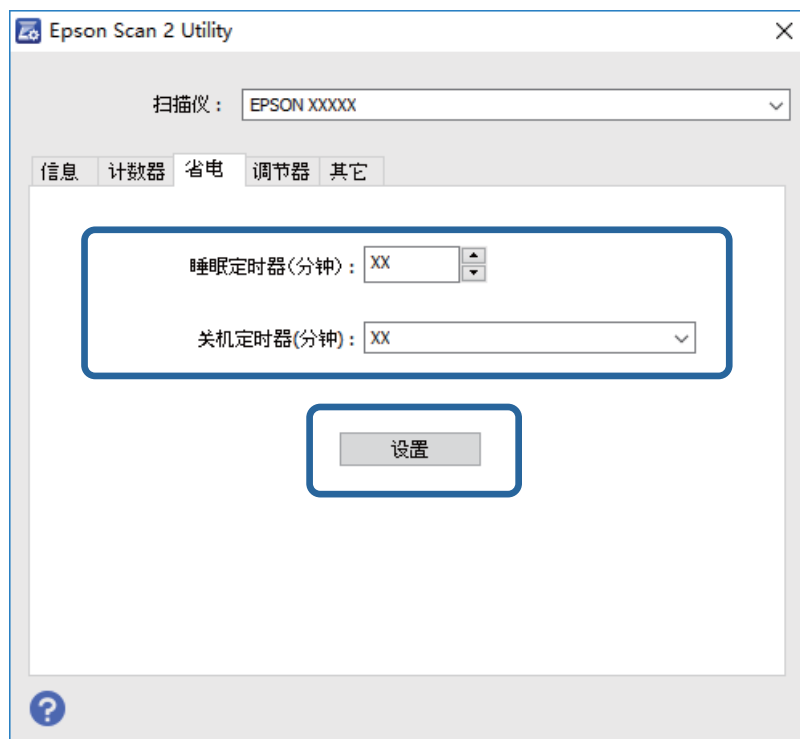 Epson Scan 2 Utility
扫描仪： EPSON XXXXX
信息 计数器 省电 调节器 其它
睡眠定时器(分钟)： XX
关机定时器(分钟)： XX
设置
?